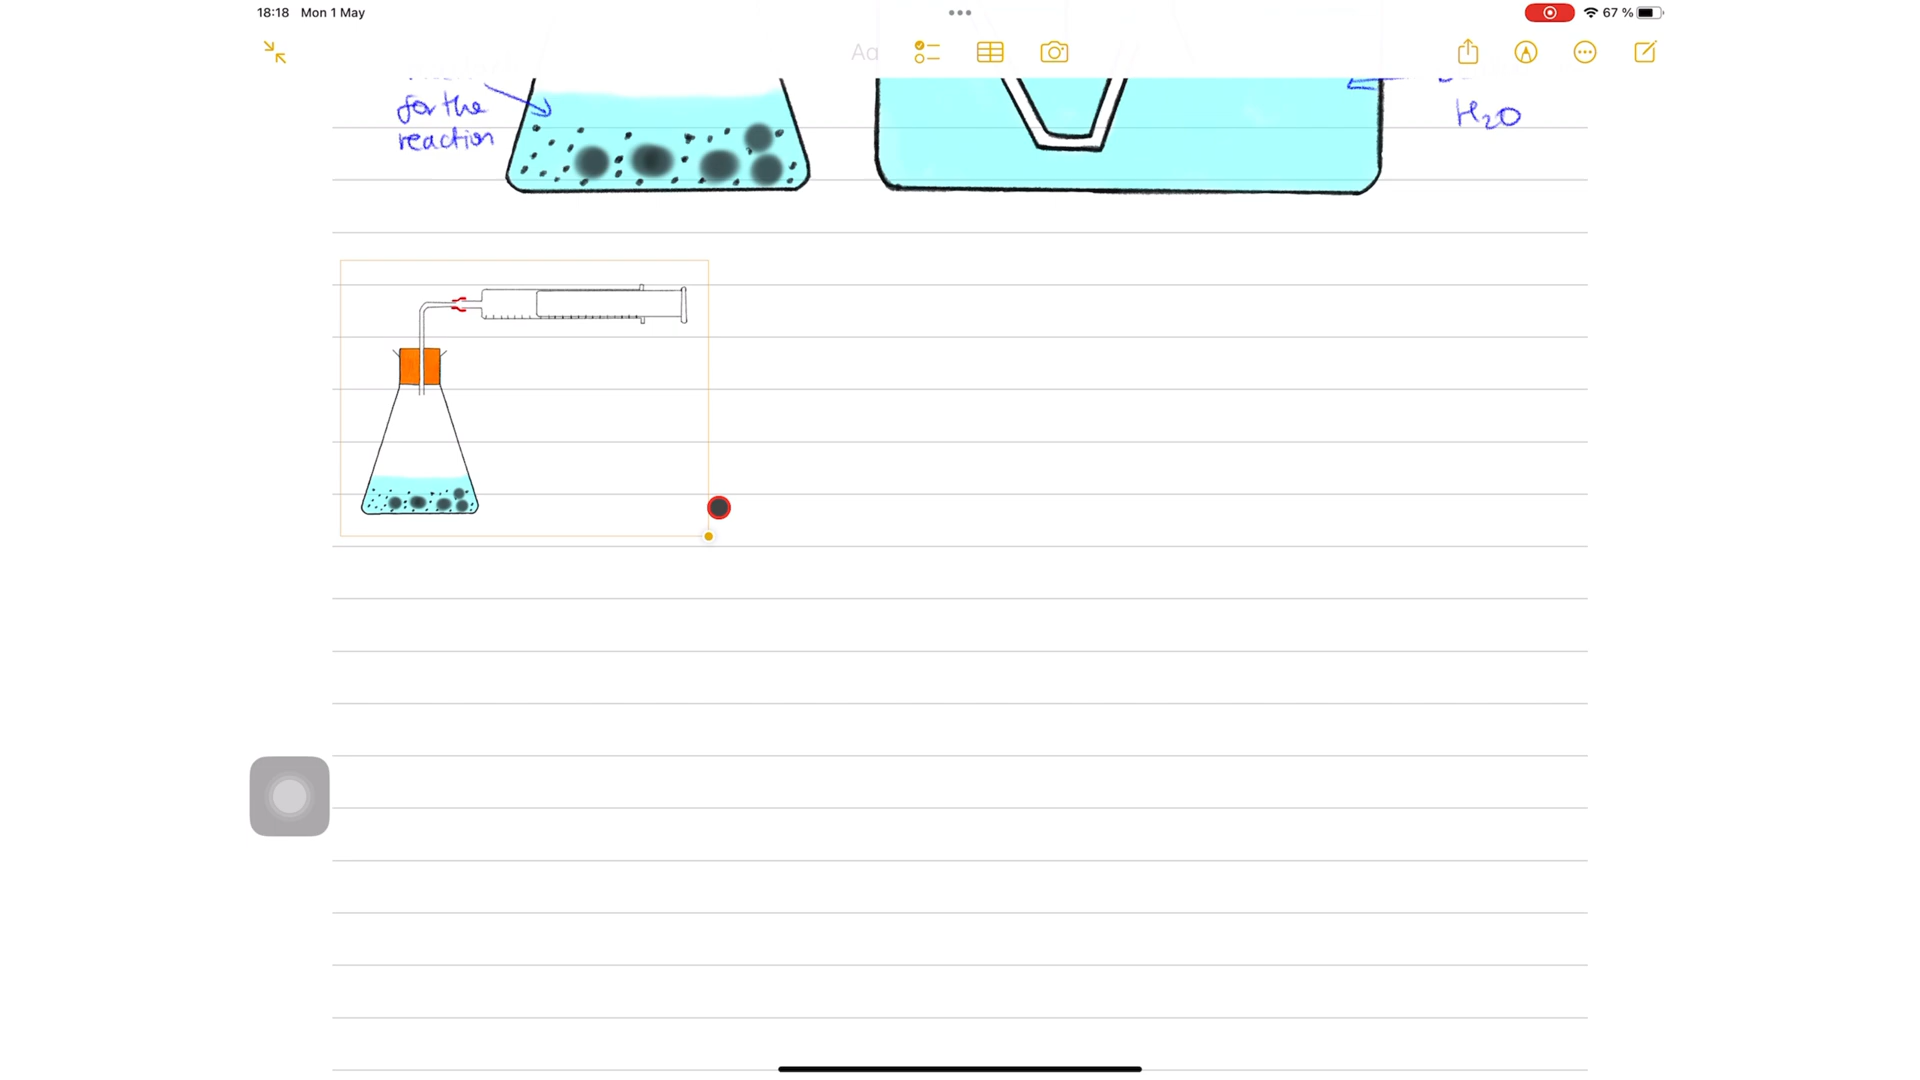 18:18 Mon 1 May
67 %
Aa
for the
reaction
H2O